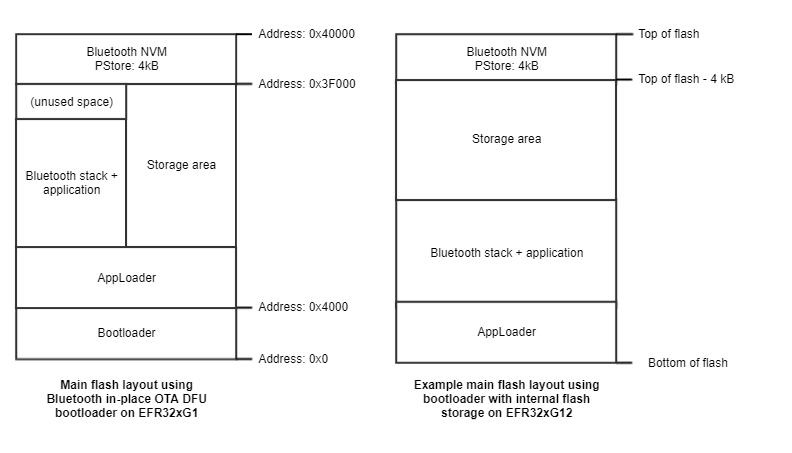 Bluetooth NVM
PStore: 4kB
(unused space)
Bluetooth stack +
application
Storage area
AppLoader
Bootloader
Address: 0x40000
Address: 0x3F000
Address: 0x4000
Address: 0x0
Main flash layout using
Bluetooth in-place OTA DFU
bootloader on EFR32xG1
Bluetooth NVM
PStore: 4kB
Storage area
Bluetooth stack + application
AppLoader
Top of flash
Top of flash - 4 kB
Bottom of flash
Example main flash layout using
bootloader with internal flash
storage on EFR32xG12